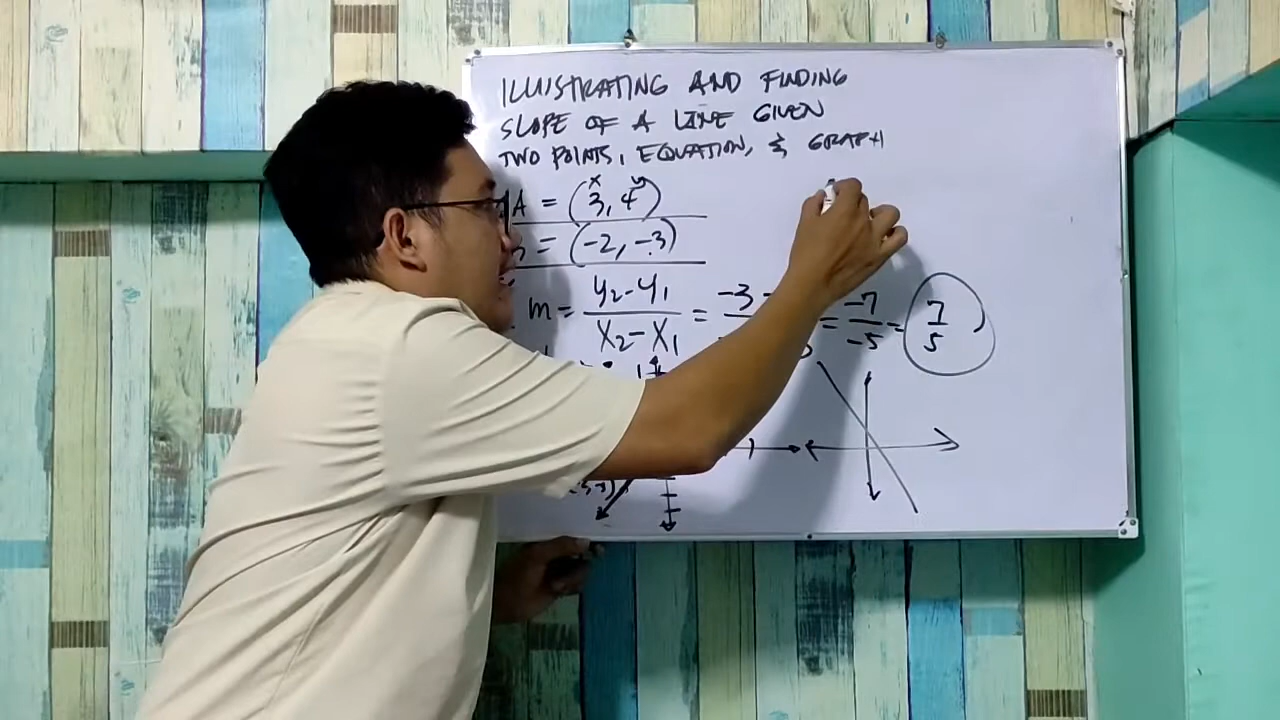 ILLUSTRATING AND FINDING
SLOPE OF A LINE GIVEN
TWO POINTS, EQUATION, & GRAPH
x y
A = (3, 4)
= (-2, -3)
m = y₂-y₁ / x₂-x₁ = -3 - = -7/-5 = 7/5